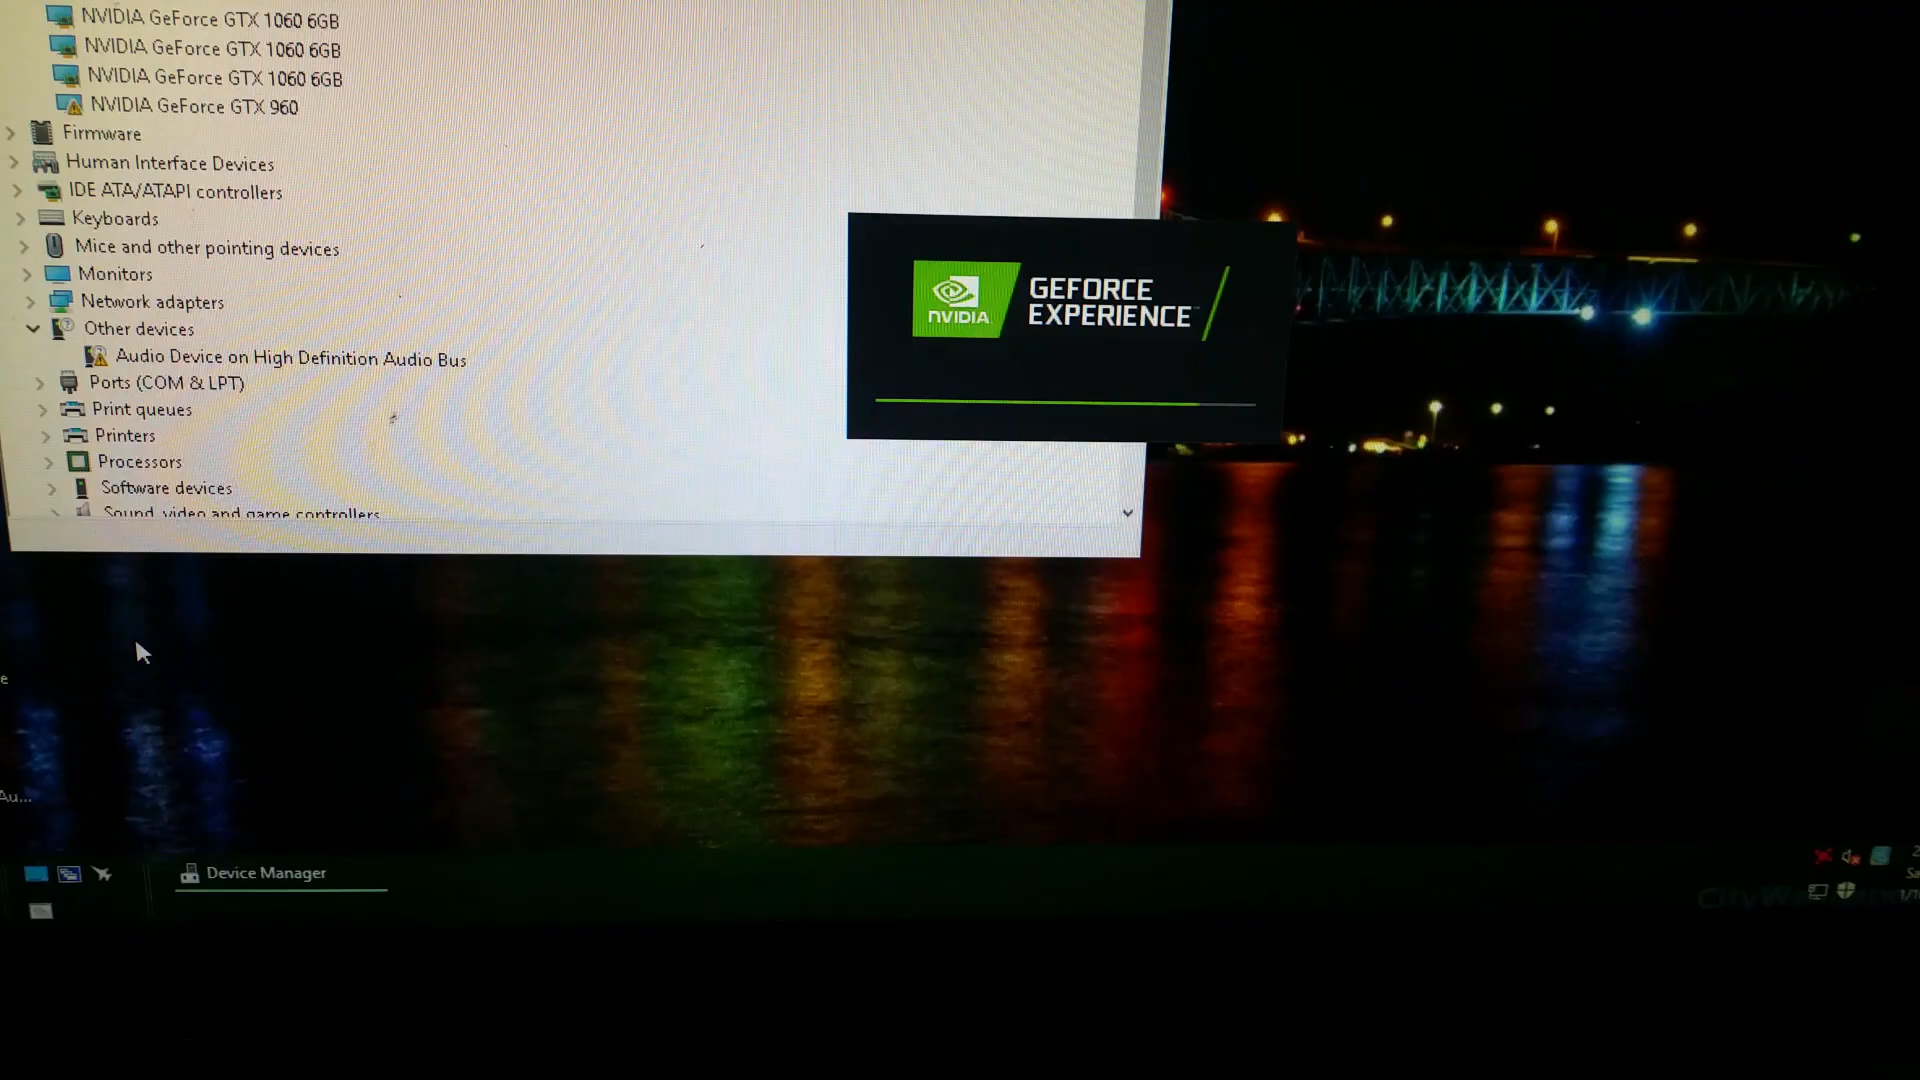 NVIDIA GeForce GTX 1060 6GB
NVIDIA GeForce GTX 1060 6GB
NVIDIA GeForce GTX 1060 6GB
NVIDIA GeForce GTX 960
Firmware
Human Interface Devices
IDE ATA/ATAPI controllers
Keyboards
Mice and other pointing devices
Monitors
Network adapters
Other devices
Audio Device on High Definition Audio Bus
Ports (COM & LPT)
Print queues
Printers
Processors
Software devices
Sound, video and game controllers
NVIDIA
GEFORCE
EXPERIENCE
e
Au...
Device Manager